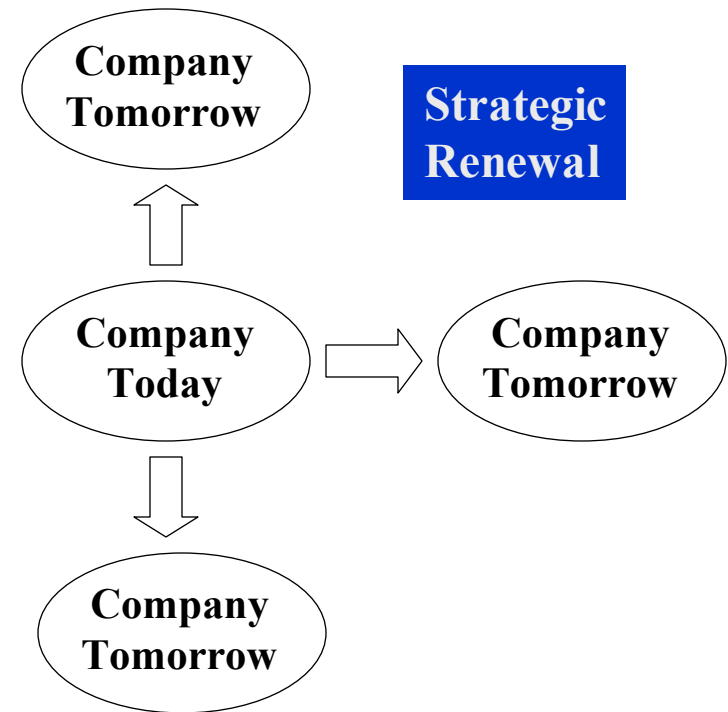 Company
Tomorrow
Strategic
Renewal
Company
Today
Company
Tomorrow
Company
Tomorrow